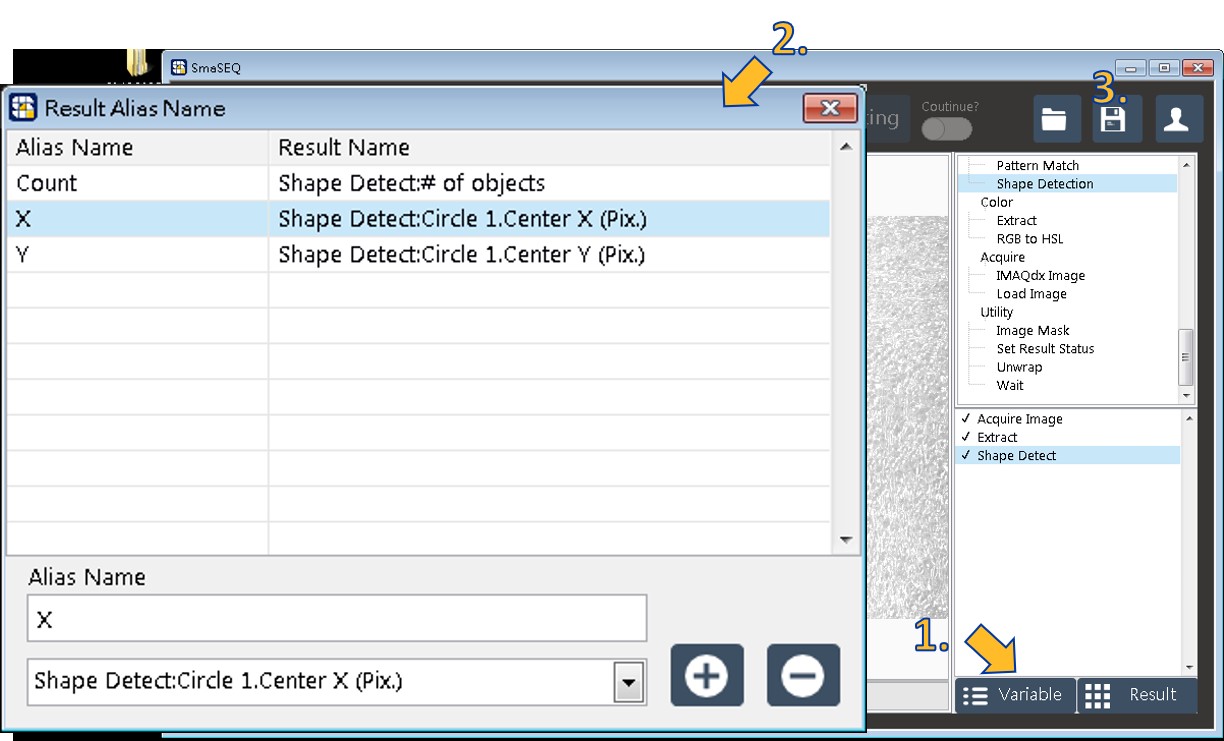 2.
SmaSEQ
Result Alias Name
Alias Name Result Name
Count Shape Detect:# of objects
X Shape Detect:Circle 1.Center X (Pix.)
Y Shape Detect:Circle 1.Center Y (Pix.)
Alias Name
X
Shape Detect:Circle 1.Center X (Pix.)
ing
Coutinue?
3.
Pattern Match
Shape Detection
Color
Extract
RGB to HSL
Acquire
IMAQdx Image
Load Image
Utility
Image Mask
Set Result Status
Unwrap
Wait
✓ Acquire Image
✓ Extract
✓ Shape Detect
1.
Variable Result